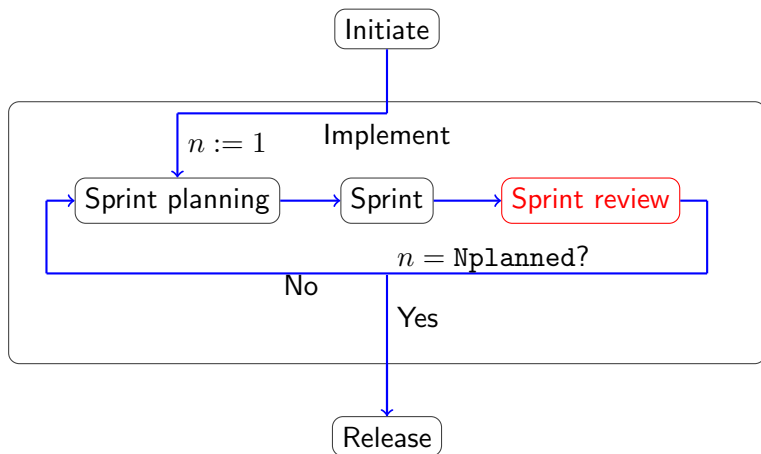 Initiate
Implement
n := 1
Sprint planning
Sprint
Sprint review
n = Nplanned?
No
Yes
Release